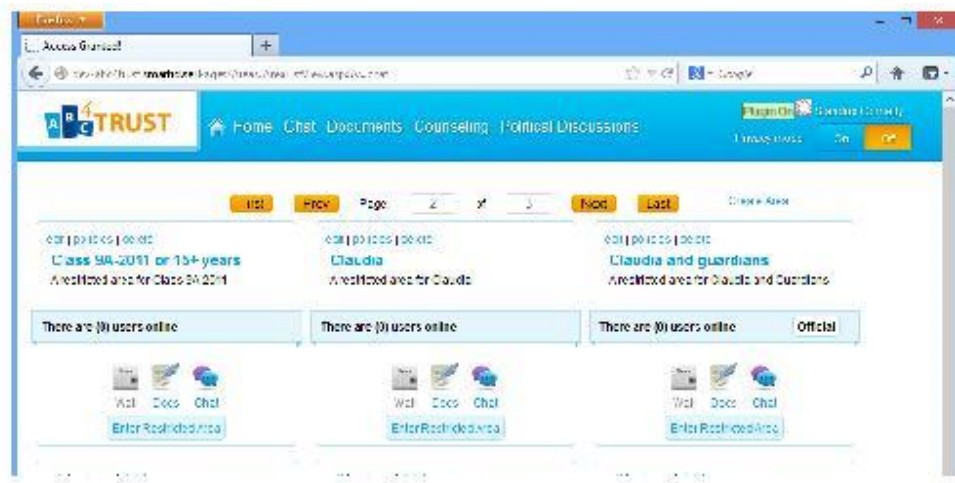 Firefox
Access Granted!
Google
ABC4TRUST
Home Chat Documents Counseling Political Discussions
Plugin On
Privacy mode On Off
First Prev Page 2 of 3 Next Last Create Area
edit | policies | delete edit | policies | delete edit | policies | delete
Class 9A-2011 or 15+ years Claudia Claudia and guardians
A restricted area for Class 9A 2011 A restricted area for Claudia A restricted area for Claudia and Guardians
There are (0) users online There are (0) users online There are (0) users online Official
Wall Docs Chat Wall Docs Chat Wall Docs Chat
Enter Restricted Area Enter Restricted Area Enter Restricted Area